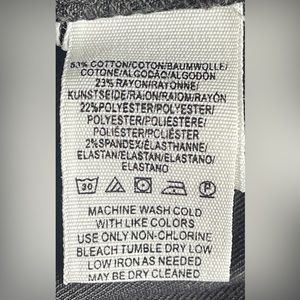 53% COTTON/COTON/BAUMWOLLE/
COTONE/ALGODÃO/ALGODÓN
23% RAYON/RAYONNE/
KUNSTSEIDE/RAION/RAIOM/RAYÓN
22%POLYESTER/POLYESTER/
POLYESTER/POLIESTERE/
POLIÉSTER/POLIÉSTER
2%SPANDEX/ÉLASTHANNE/
ELASTAN/ELASTAN/ELASTANO/
ELASTANO
30 P
MACHINE WASH COLD
WITH LIKE COLORS
USE ONLY NON-CHLORINE
BLEACH TUMBLE DRY LOW
LOW IRON AS NEEDED
MAY BE DRY CLEANED